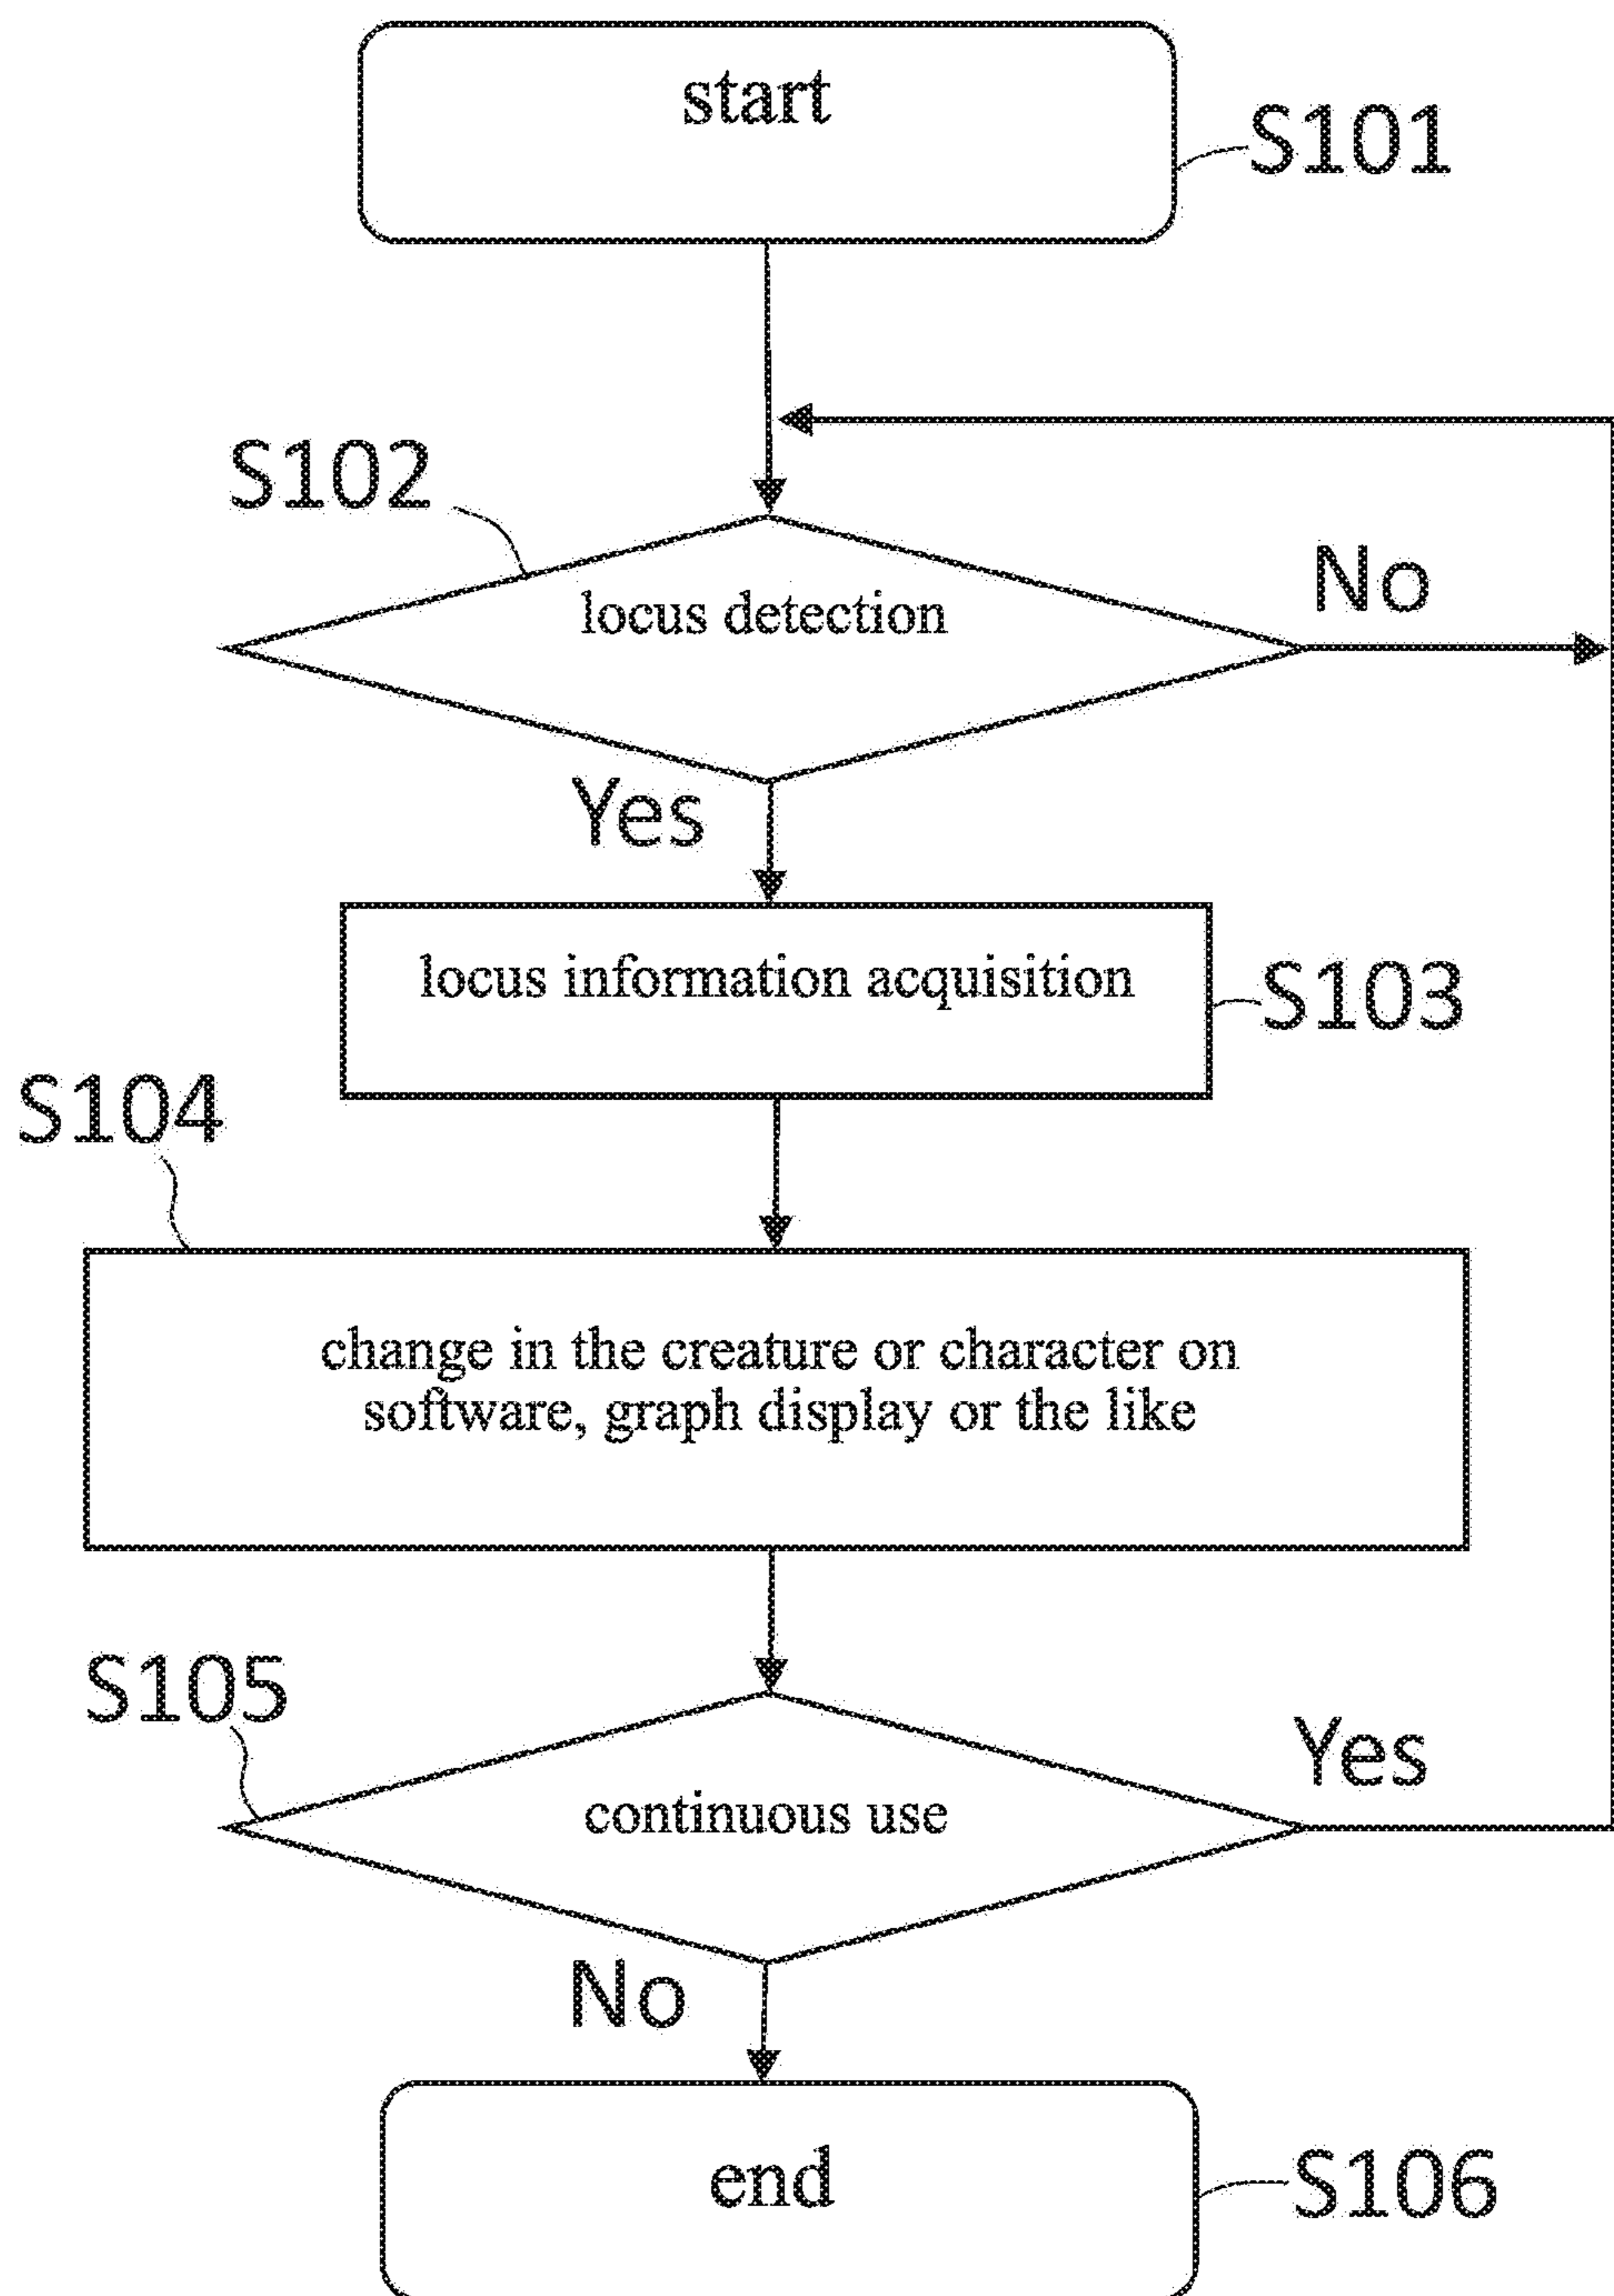 start
S101
S102
locus detection
No
Yes
locus information acquisition
S103
S104
change in the creature or character on
software, graph display or the like
S105
continuous use
Yes
No
end
S106